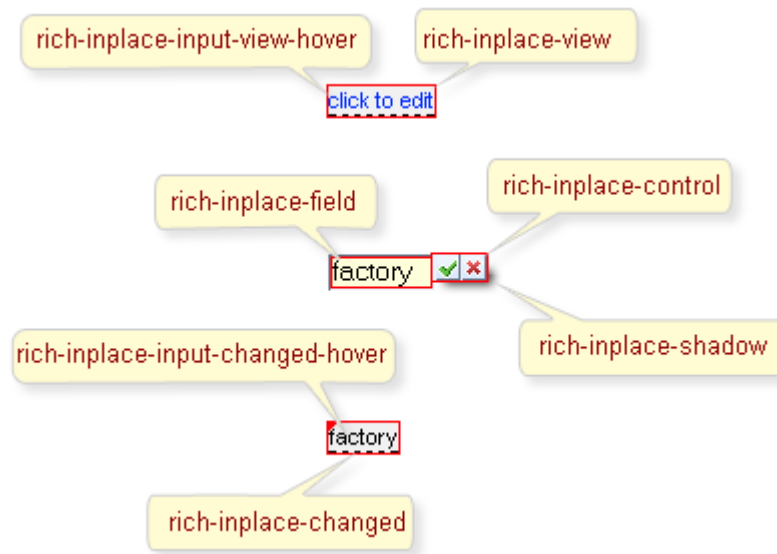 rich-inplace-input-view-hover
rich-inplace-view
click to edit
rich-inplace-field
rich-inplace-control
factory
rich-inplace-input-changed-hover
rich-inplace-shadow
factory
rich-inplace-changed